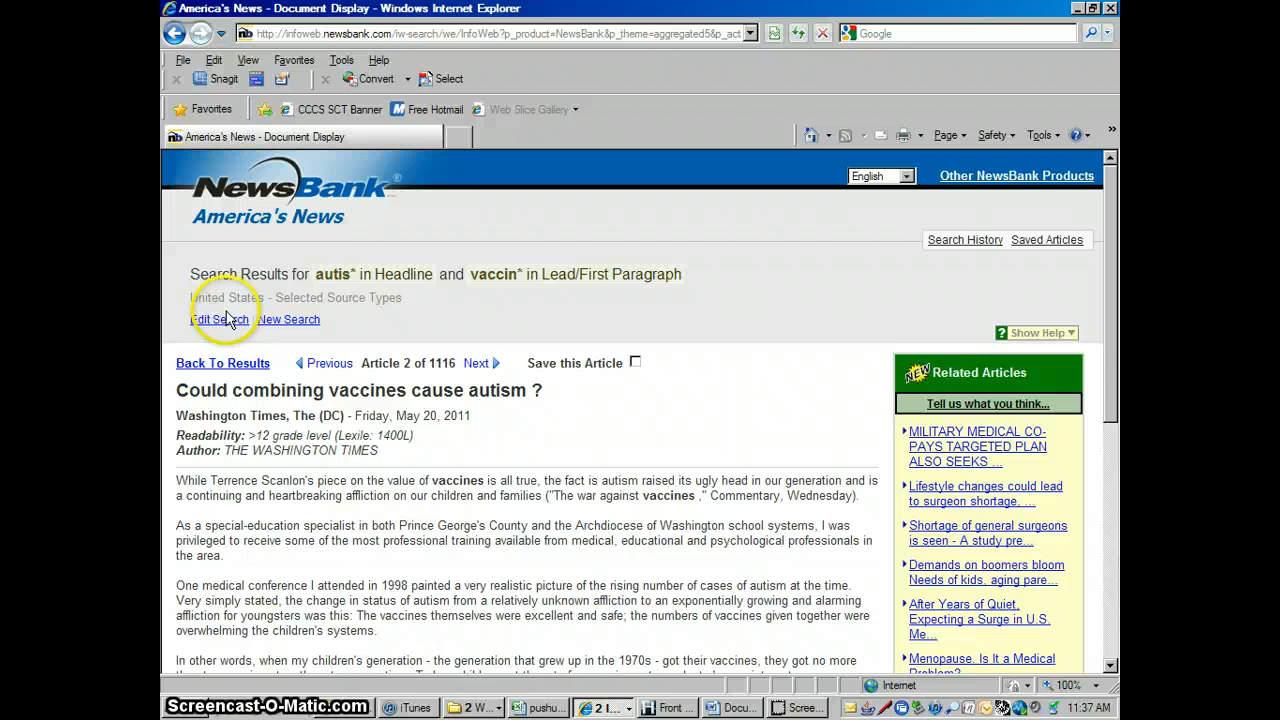 America's News - Document Display - Windows Internet Explorer
http://infoweb.newsbank.com/iw-search/we/InfoWeb?p_product=NewsBank&p_theme=aggregated5&p_act
Google
File Edit View Favorites Tools Help
Snagit Convert Select
Favorites CCCS SCT Banner Free Hotmail Web Slice Gallery
America's News - Document Display
Page Safety Tools
NewsBank
America's News
English
Other NewsBank Products
Search History Saved Articles
Search Results for autis* in Headline and vaccin* in Lead/First Paragraph
United States - Selected Source Types
Edit Search | New Search
Show Help
Back To Results Previous Article 2 of 1116 Next Save this Article
Could combining vaccines cause autism ?
Washington Times, The (DC) - Friday, May 20, 2011
Readability: >12 grade level (Lexile: 1400L)
Author: THE WASHINGTON TIMES
While Terrence Scanlon's piece on the value of vaccines is all true, the fact is autism raised its ugly head in our generation and is
a continuing and heartbreaking affliction on our children and families ("The war against vaccines ," Commentary, Wednesday).
As a special-education specialist in both Prince George's County and the Archdiocese of Washington school systems, I was
privileged to receive some of the most professional training available from medical, educational and psychological professionals in
the area.
One medical conference I attended in 1998 painted a very realistic picture of the rising number of cases of autism at the time.
Very simply stated, the change in status of autism from a relatively unknown affliction to an exponentially growing and alarming
affliction for youngsters was this: The vaccines themselves were excellent and safe; the numbers of vaccines given together were
overwhelming the children's systems.
In other words, when my children's generation - the generation that grew up in the 1970s - got their vaccines, they got no more
NEW Related Articles
Tell us what you think...
MILITARY MEDICAL CO-
PAYS TARGETED PLAN
ALSO SEEKS ...
Lifestyle changes could lead
to surgeon shortage, ...
Shortage of general surgeons
is seen - A study pre...
Demands on boomers bloom
Needs of kids, aging pare...
After Years of Quiet,
Expecting a Surge in U.S.
Me...
Menopause. Is It a Medical
Problem?
Internet 100%
Screencast-O-Matic.com
iTunes 2 W... pushu... 2 I... Front ... Docu... Scree... 11:37 AM